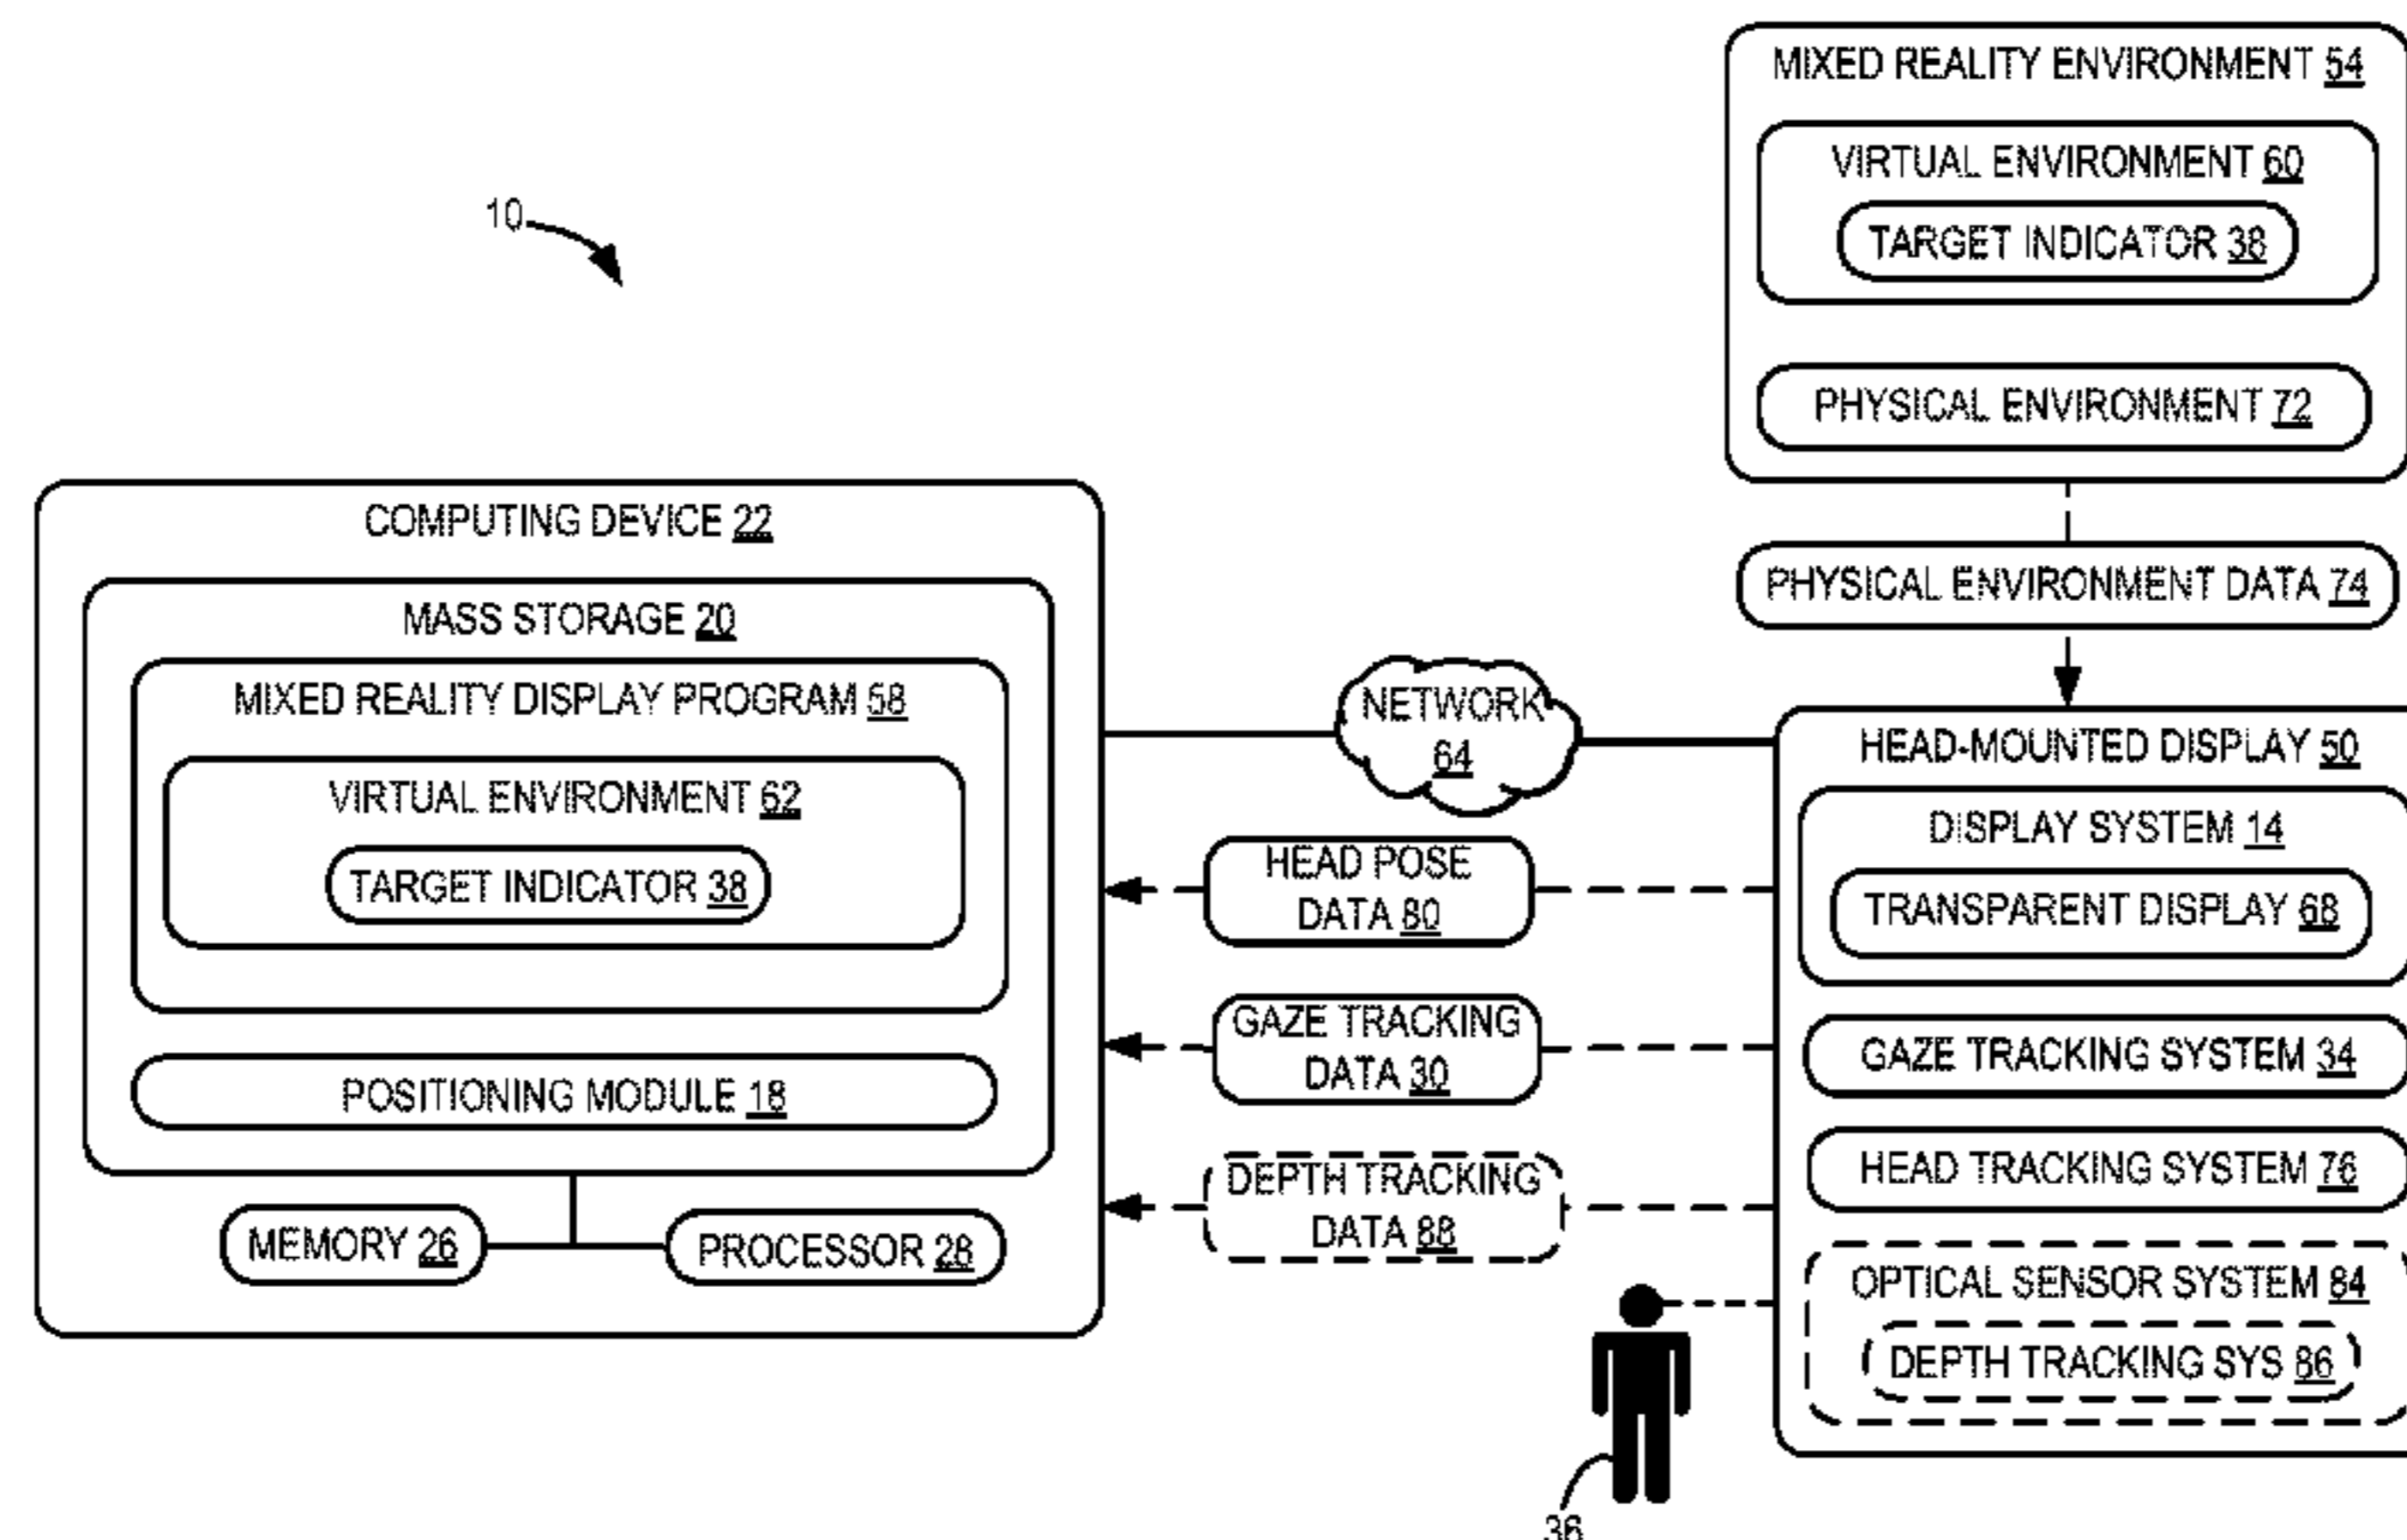 10
MIXED REALITY ENVIRONMENT 54
VIRTUAL ENVIRONMENT 60
TARGET INDICATOR 38
PHYSICAL ENVIRONMENT 72
PHYSICAL ENVIRONMENT DATA 74
COMPUTING DEVICE 22
MASS STORAGE 20
MIXED REALITY DISPLAY PROGRAM 58
VIRTUAL ENVIRONMENT 62
TARGET INDICATOR 38
POSITIONING MODULE 18
MEMORY 26
PROCESSOR 28
NETWORK
64
HEAD POSE
DATA 80
GAZE TRACKING
DATA 30
DEPTH TRACKING
DATA 88
HEAD-MOUNTED DISPLAY 50
DISPLAY SYSTEM 14
TRANSPARENT DISPLAY 68
GAZE TRACKING SYSTEM 34
HEAD TRACKING SYSTEM 76
OPTICAL SENSOR SYSTEM 84
DEPTH TRACKING SYS 86
36